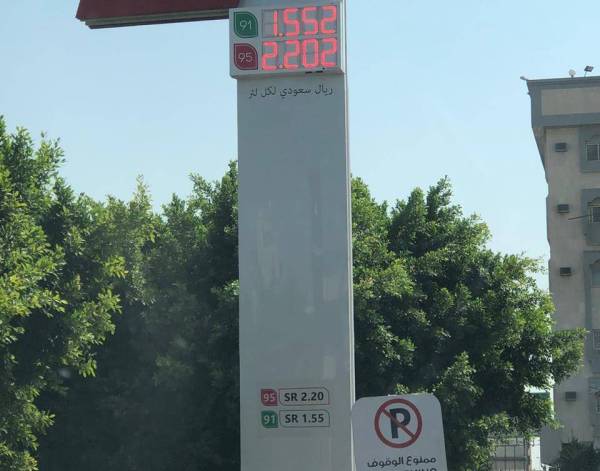 91 1.552
95 2.202
ريال سعودي لكل لتر
95 SR 2.20
91 SR 1.55
P
ممنوع الوقوف